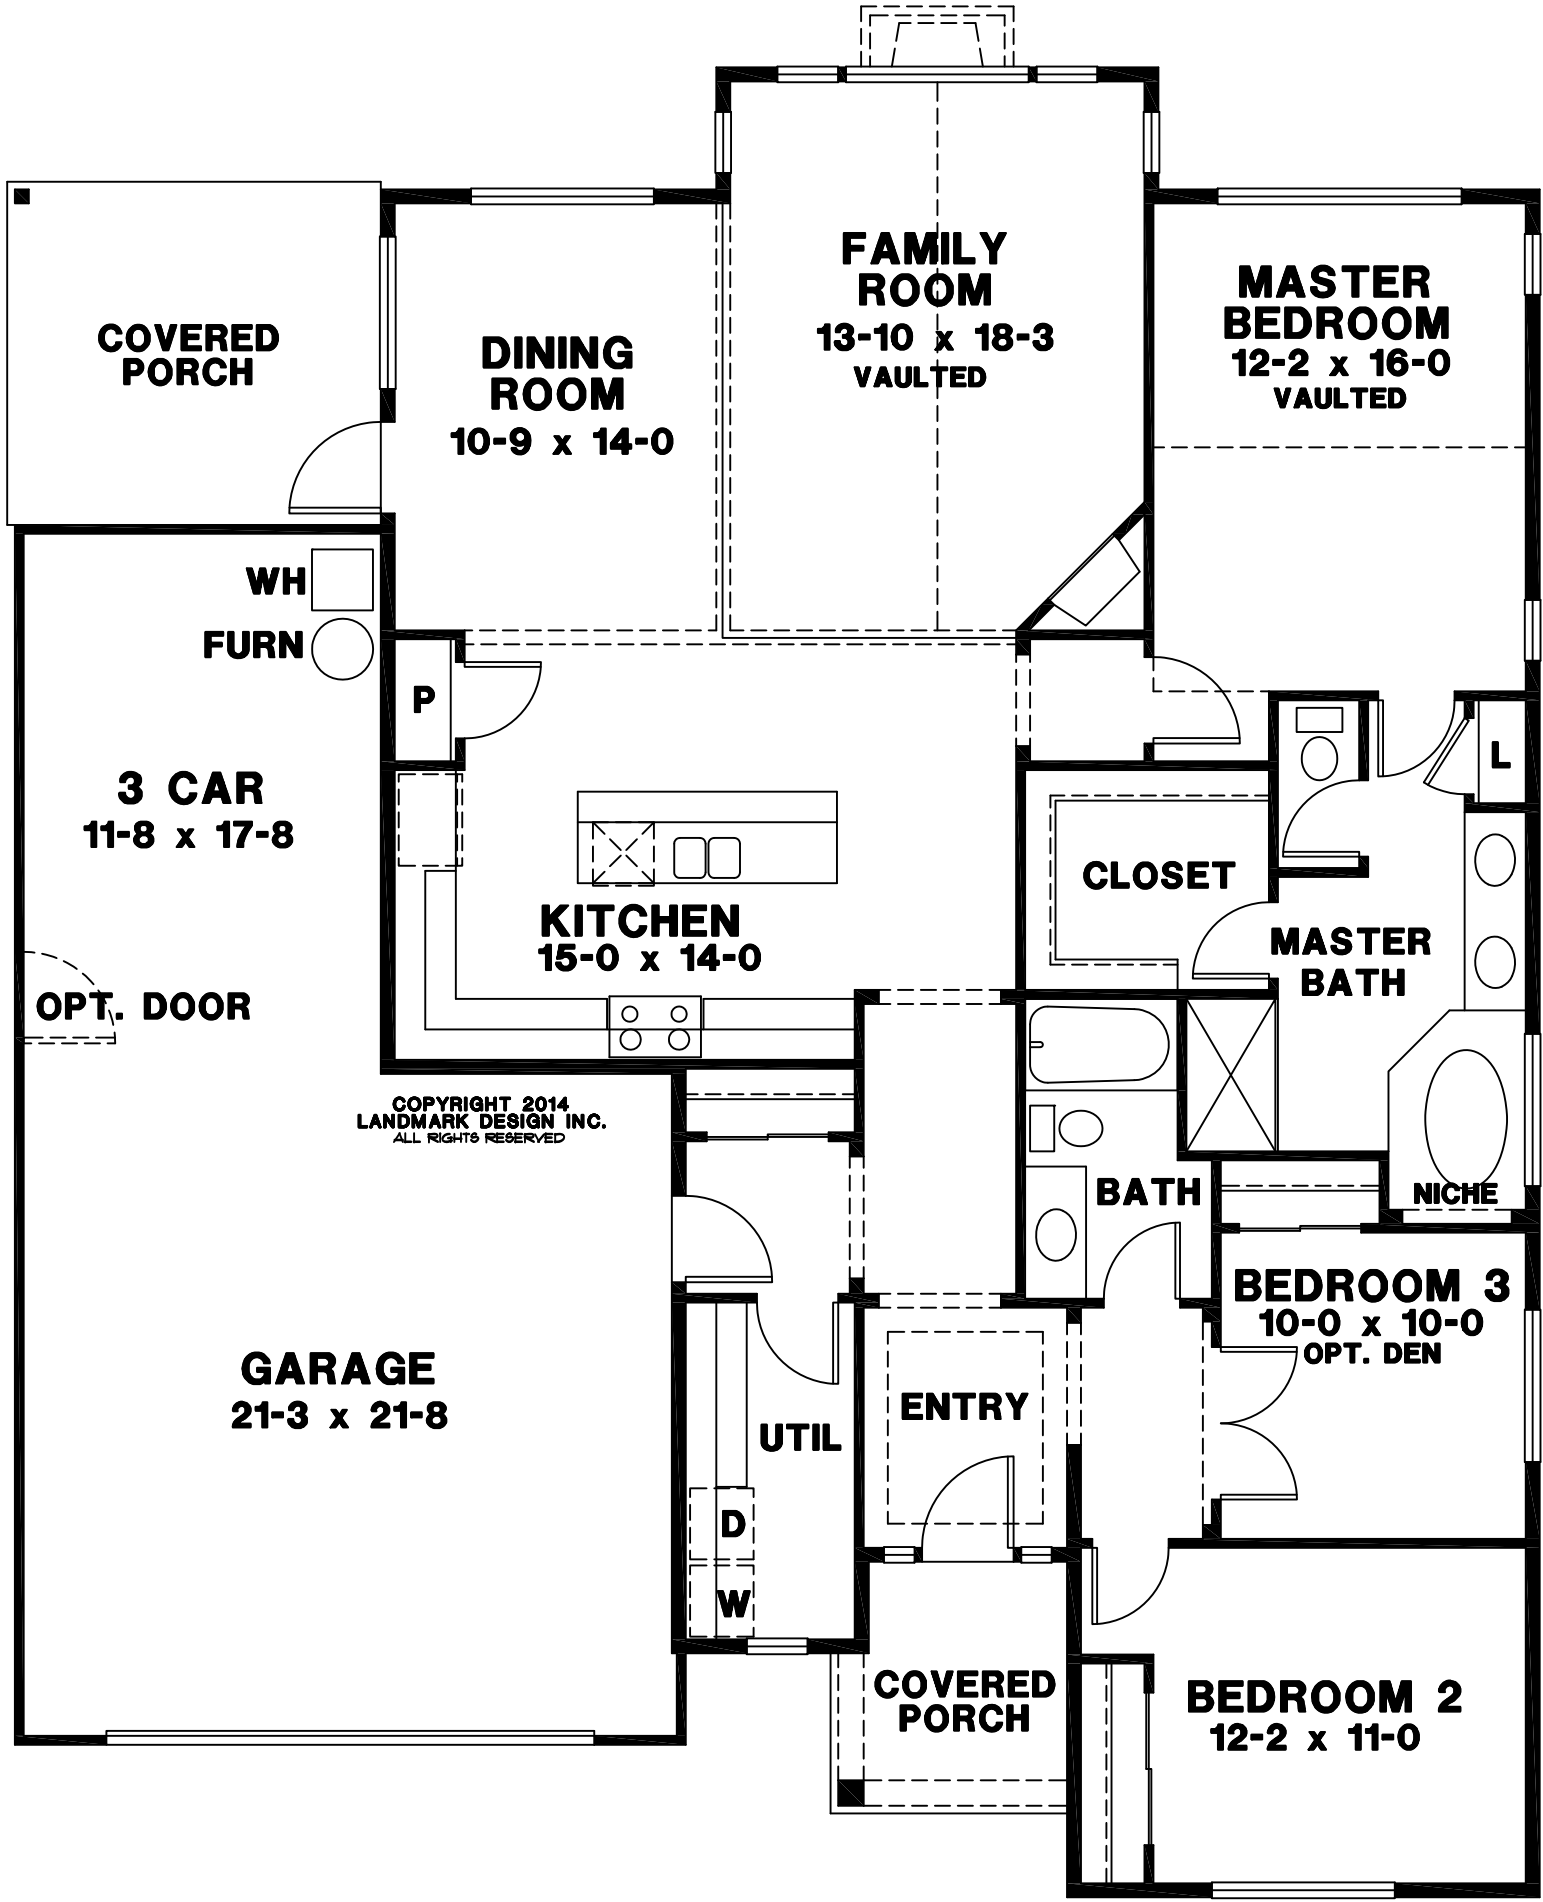 FAMILY
ROOM
13-10 x 18-3
VAULTED
MASTER
BEDROOM
12-2 x 16-0
VAULTED
COVERED
PORCH
DINING
ROOM
10-9 x 14-0
WH
FURN
P
L
3 CAR
11-8 x 17-8
CLOSET
KITCHEN
15-0 x 14-0
MASTER
BATH
OPT. DOOR
COPYRIGHT 2014
LANDMARK DESIGN INC.
ALL RIGHTS RESERVED
BATH
NICHE
BEDROOM 3
10-0 x 10-0
OPT. DEN
GARAGE
21-3 x 21-8
ENTRY
UTIL
D
W
COVERED
PORCH
BEDROOM 2
12-2 x 11-0